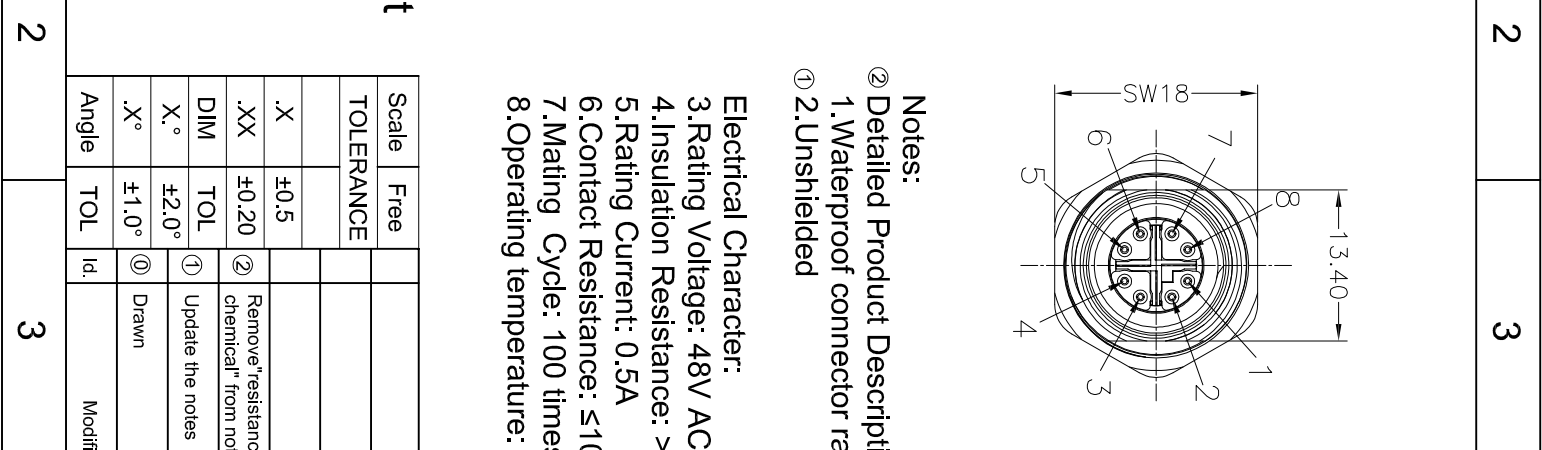 2
3
2
3
t
SW18
13.40
7
6
5
8
4
3
2
1
Notes:
② Detailed Product Descripti
1.Waterproof connector ra
① 2.Unshielded
Electrical Character:
3.Rating Voltage: 48V AC
4.Insulation Resistance: >
5.Rating Current: 0.5A
6.Contact Resistance: ≤10
7.Mating Cycle: 100 times
8.Operating temperature:
Scale Free
TOLERANCE
.X ±0.5
.XX ±0.20
DIM TOL
X.° ±2.0°
.X° ±1.0°
Angle TOL
② Remove"resistanc
chemical" from not
① Update the notes
⓪ Drawn
Id. Modifi